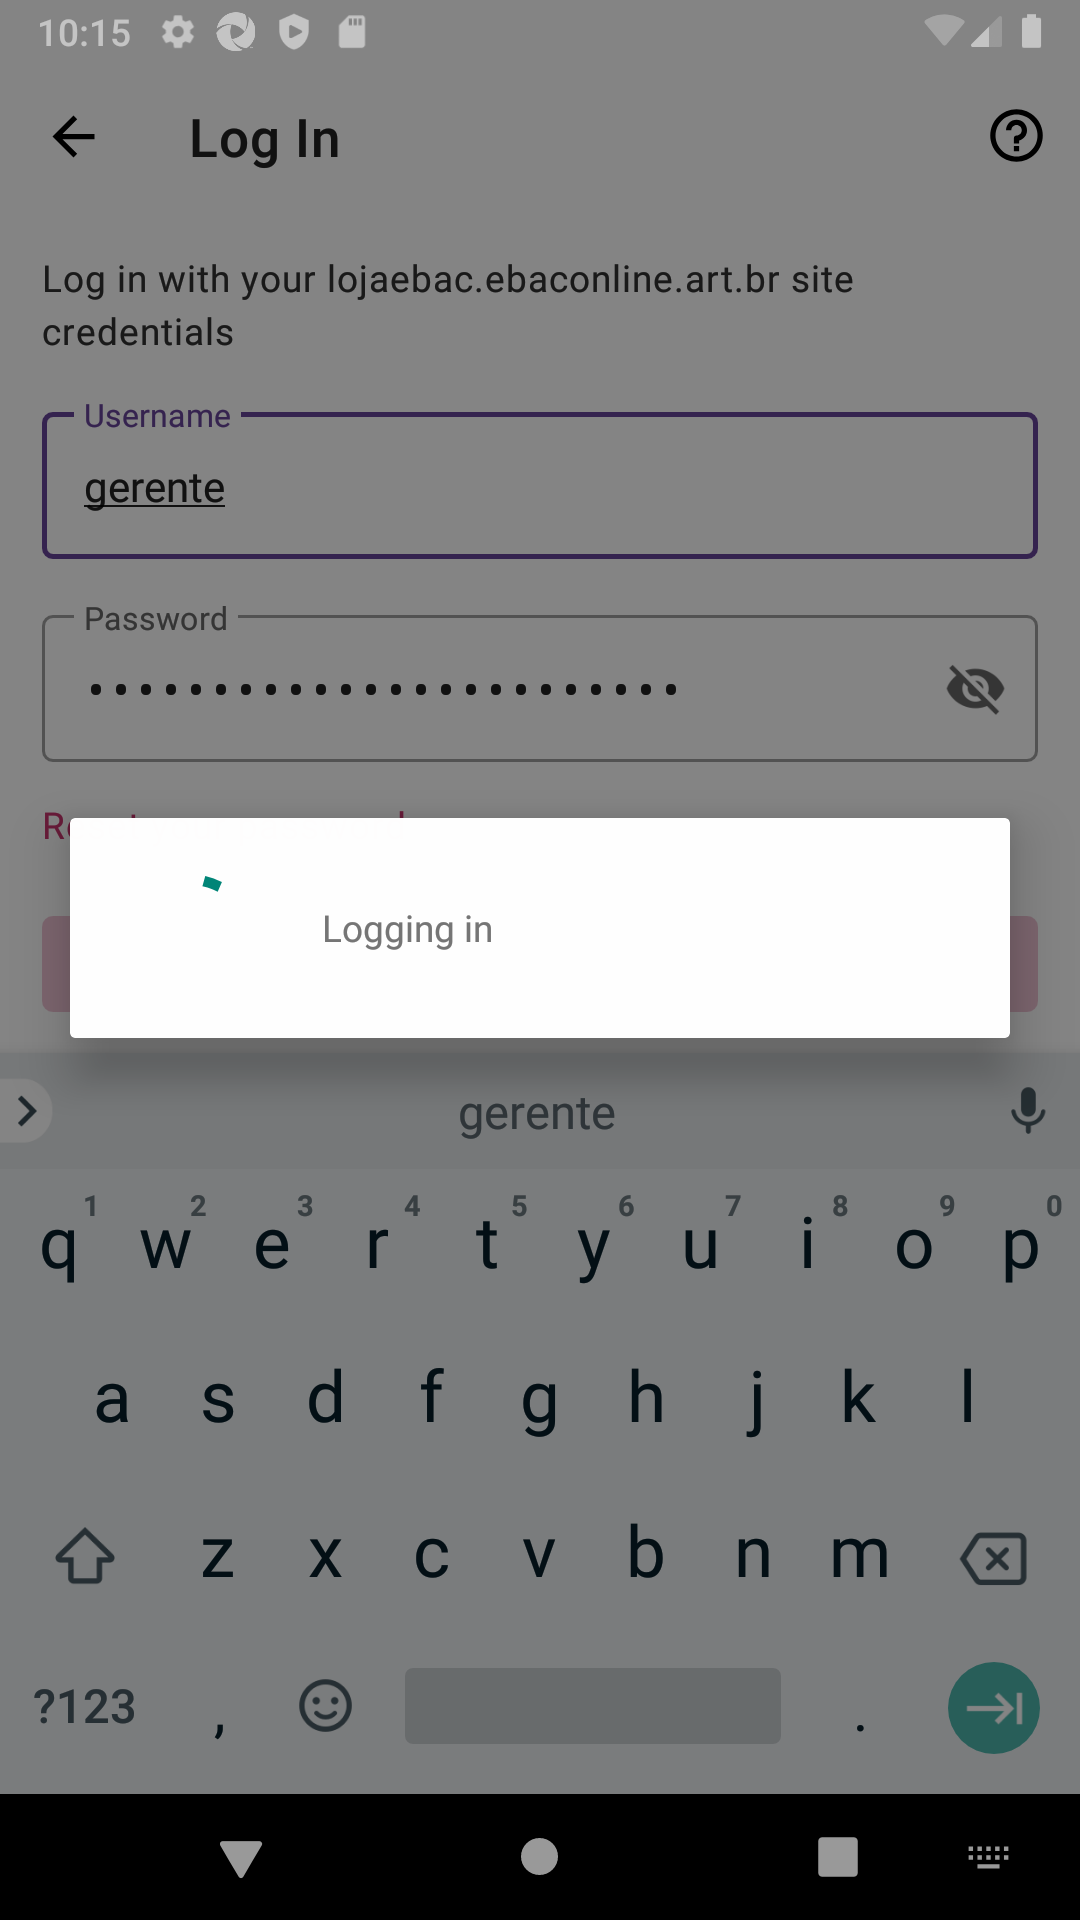 10:15
Log In
Log in with your lojaebac.ebaconline.art.br site
credentials
Username
gerente
Password
Logging in
gerente
1 2 3 4 5 6 7 8 9 0
q w e r t y u i o p
a s d f g h j k l
z x c v b n m
?123 , .